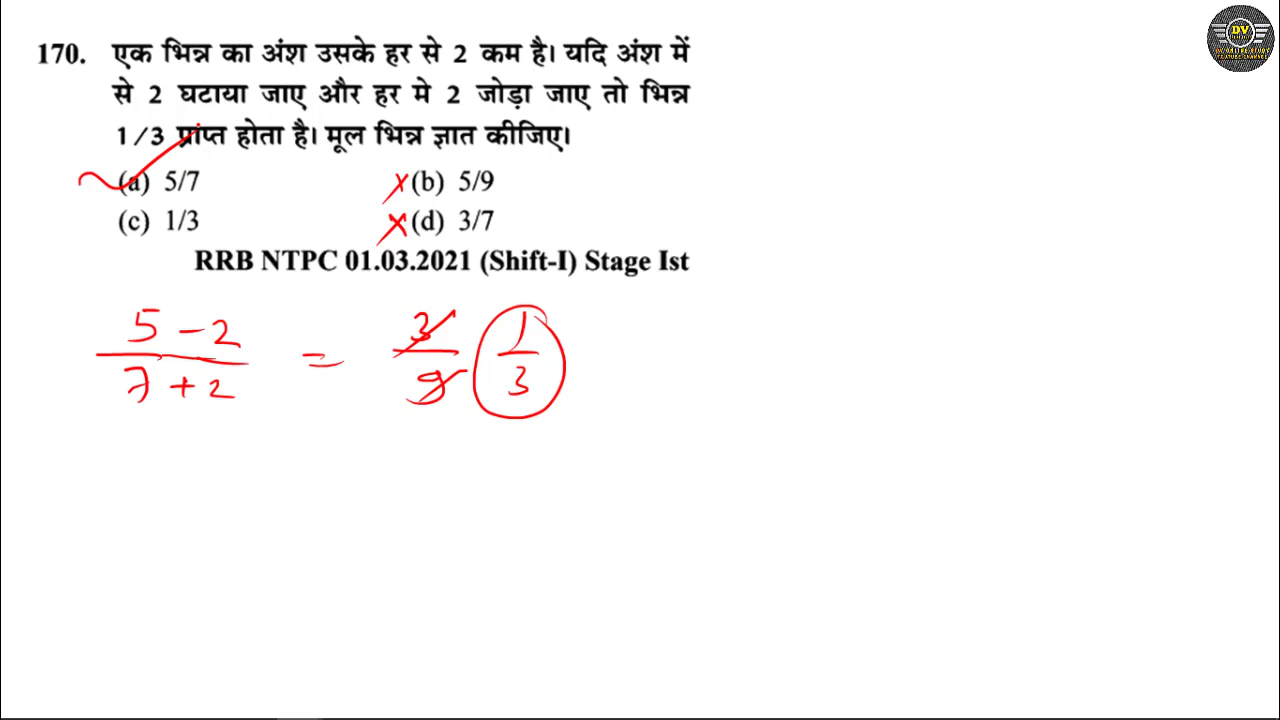 170. एक भिन्न का अंश उसके हर से 2 कम है। यदि अंश में
से 2 घटाया जाए और हर मे 2 जोड़ा जाए तो भिन्न
1/3 प्राप्त होता है। मूल भिन्न ज्ञात कीजिए।
(a) 5/7 (b) 5/9
(c) 1/3 (d) 3/7
RRB NTPC 01.03.2021 (Shift-I) Stage Ist
5 - 2 3 1
=
7 + 2 9 3
DV